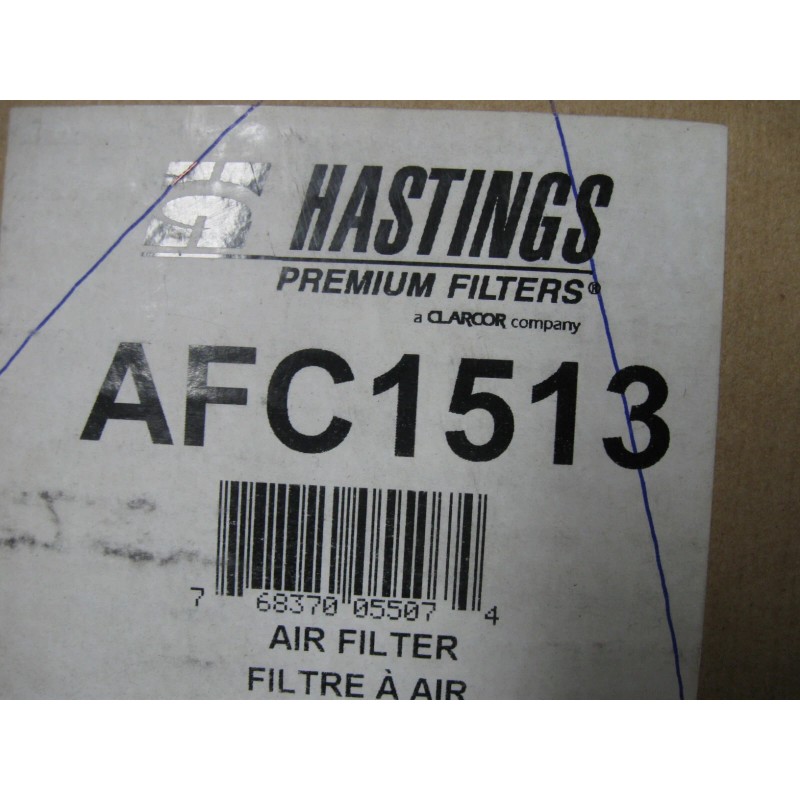 HASTINGS
PREMIUM FILTERS®
a CLARCOR company
AFC1513
7 68370 05507 4
AIR FILTER
FILTRE À AIR